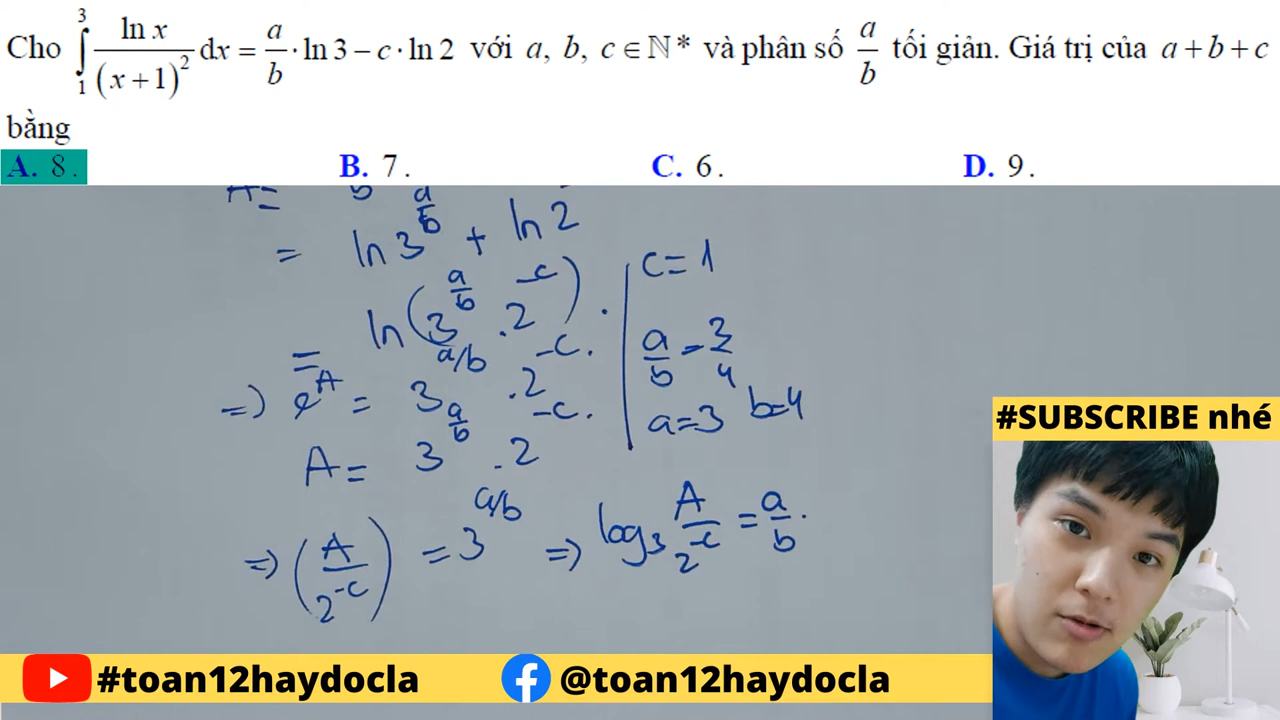 Cho ∫₁³ ln x / (x+1)² dx = a/b · ln 3 − c · ln 2 với a, b, c ∈ ℕ* và phân số a/b tối giản. Giá trị của a + b + c
bằng
A. 8. B. 7. C. 6. D. 9.
A = b
= ln 3^(a/b) + ln 2
= ln(3^(a/b) . 2^(-c)).
=) e^A = 3^(a/b) . 2^(-c).
A = 3^(a/b) . 2^(-c).
=) (A / 2^(-c)) = 3^(a/b) =) log₃ A / 2^(-c) = a/b.
c = 1
a/b = 3/4
a = 3 b = 4
#SUBSCRIBE nhé
#toan12haydocla
@toan12haydocla